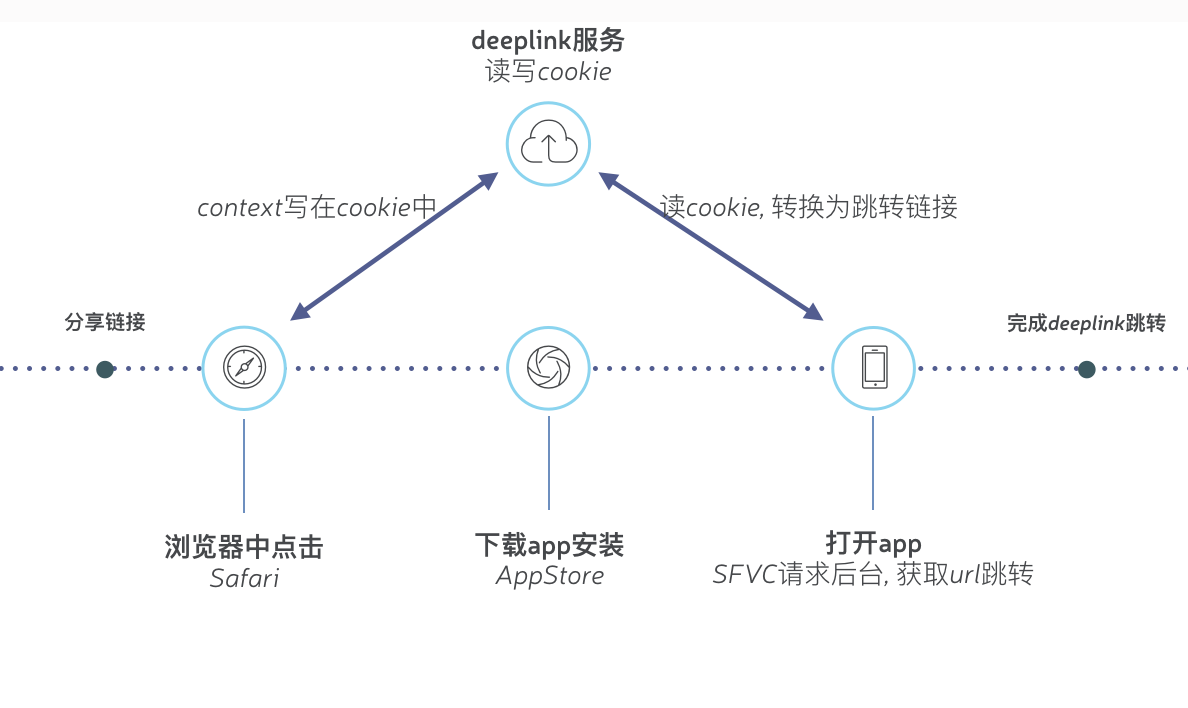 deeplink服务
读写cookie
context写在cookie中
读cookie, 转换为跳转链接
分享链接
完成deeplink跳转
浏览器中点击
Safari
下载app安装
AppStore
打开app
SFVC请求后台, 获取url跳转